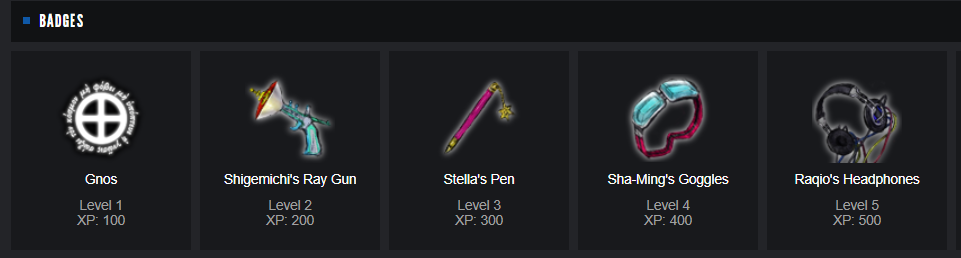 BADGES
Gnos
Level 1
XP: 100
Shigemichi's Ray Gun
Level 2
XP: 200
Stella's Pen
Level 3
XP: 300
Sha-Ming's Goggles
Level 4
XP: 400
Raqio's Headphones
Level 5
XP: 500